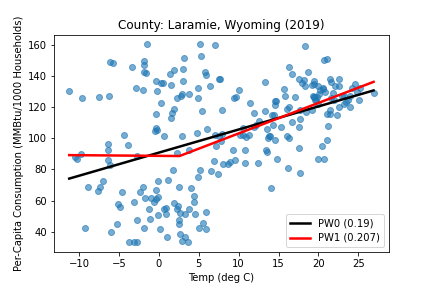 County: Laramie, Wyoming (2019)
Per-Capita Consumption (MMBtu/1000 Households)
160
140
120
100
80
60
40
−10 −5 0 5 10 15 20 25
Temp (deg C)
PW0 (0.19)
PW1 (0.207)